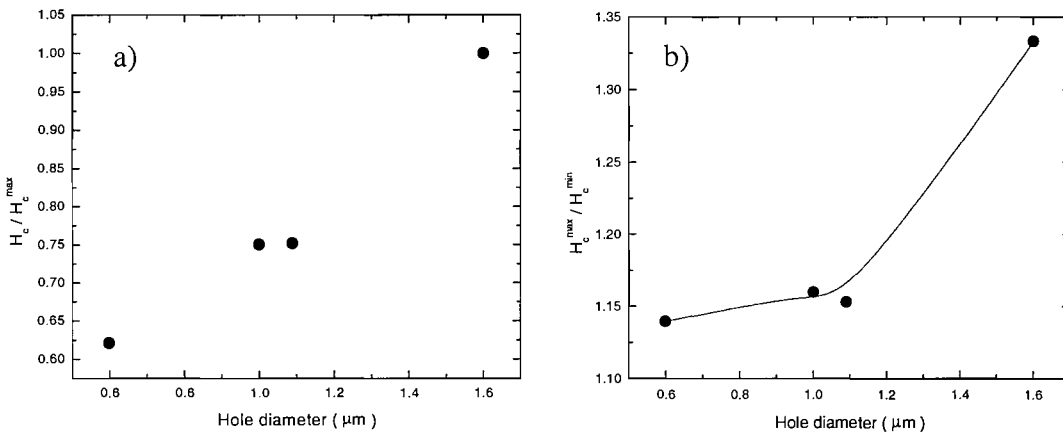 a)
1.05
1.00
0.95
0.90
0.85
0.80
0.75
0.70
0.65
0.60
H_c / H_c^max
0.6 0.8 1.0 1.2 1.4 1.6
Hole diameter ( μm )
b)
1.35
1.30
1.25
1.20
1.15
1.10
H_c^max / H_c^min
0.6 0.8 1.0 1.2 1.4 1.6
Hole diameter ( μm )